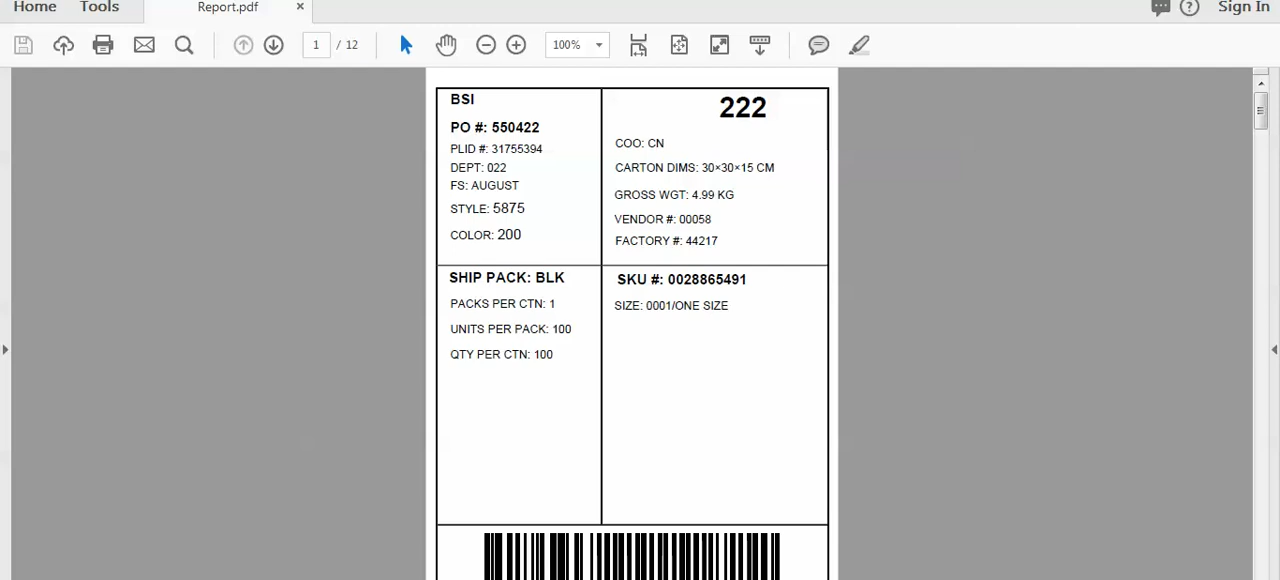 Home Tools Report.pdf × Sign In
1 / 12 100%
BSI
PO #: 550422
PLID #: 31755394
DEPT: 022
FS: AUGUST
STYLE: 5875
COLOR: 200
222
COO: CN
CARTON DIMS: 30×30×15 CM
GROSS WGT: 4.99 KG
VENDOR #: 00058
FACTORY #: 44217
SHIP PACK: BLK
PACKS PER CTN: 1
UNITS PER PACK: 100
QTY PER CTN: 100
SKU #: 0028865491
SIZE: 0001/ONE SIZE